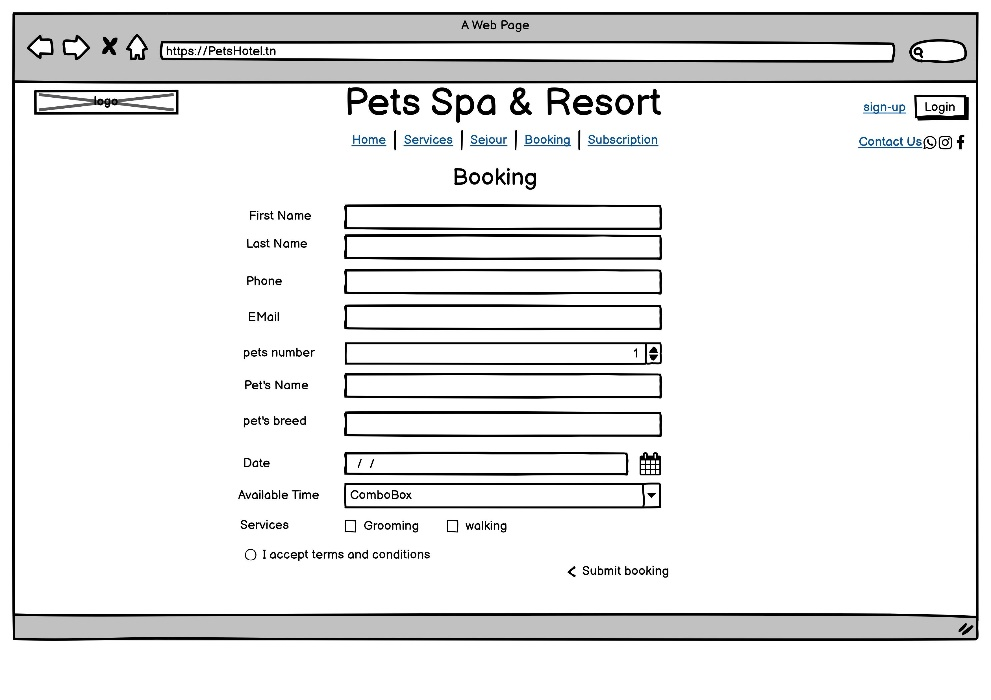 A Web Page
https://PetsHotel.tn
logo
Pets Spa & Resort
sign-up Login
Home Services Sejour Booking Subscription
Contact Us
Booking
First Name
Last Name
Phone
EMail
pets number 1
Pet's Name
pet's breed
Date / /
Available Time ComboBox
Services Grooming walking
I accept terms and conditions
Submit booking